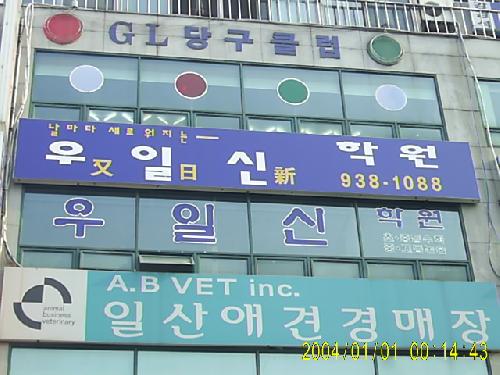 GL당구클럽
날마다 새로워지는
우又일日신新 학원
938-1088
우일신 학원
animal
business
veterinary
A.B VET inc.
일산애견경매장
2004/01/01 00:14:43